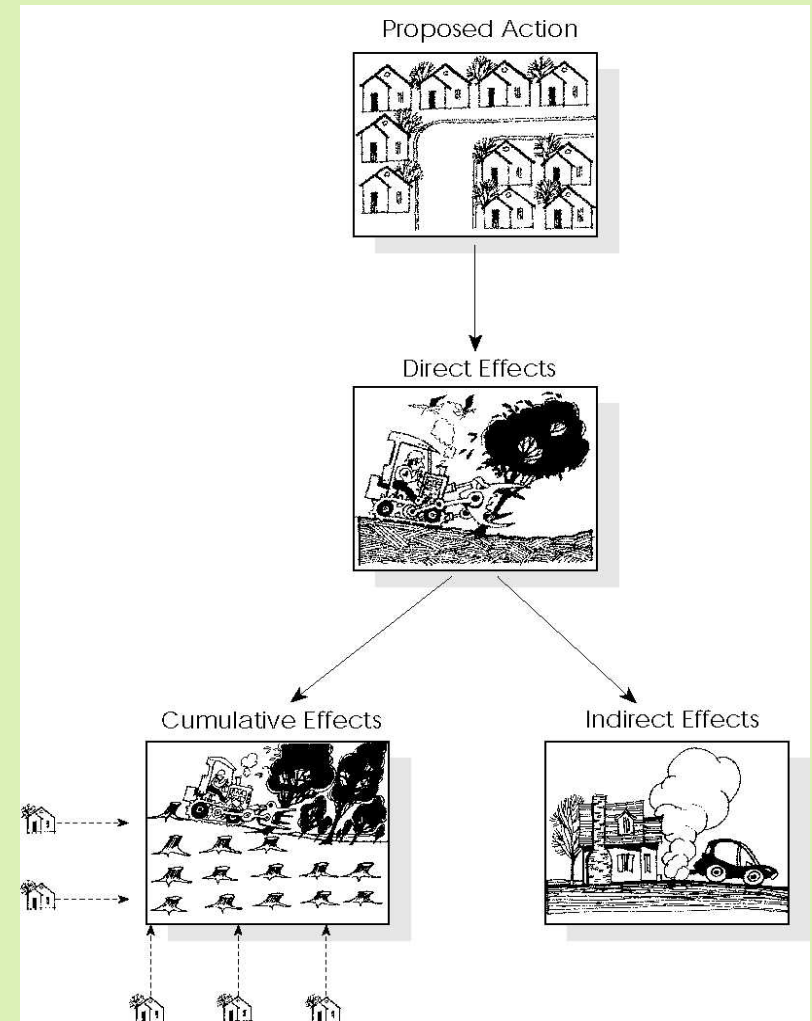 Proposed Action
Direct Effects
Cumulative Effects
Indirect Effects